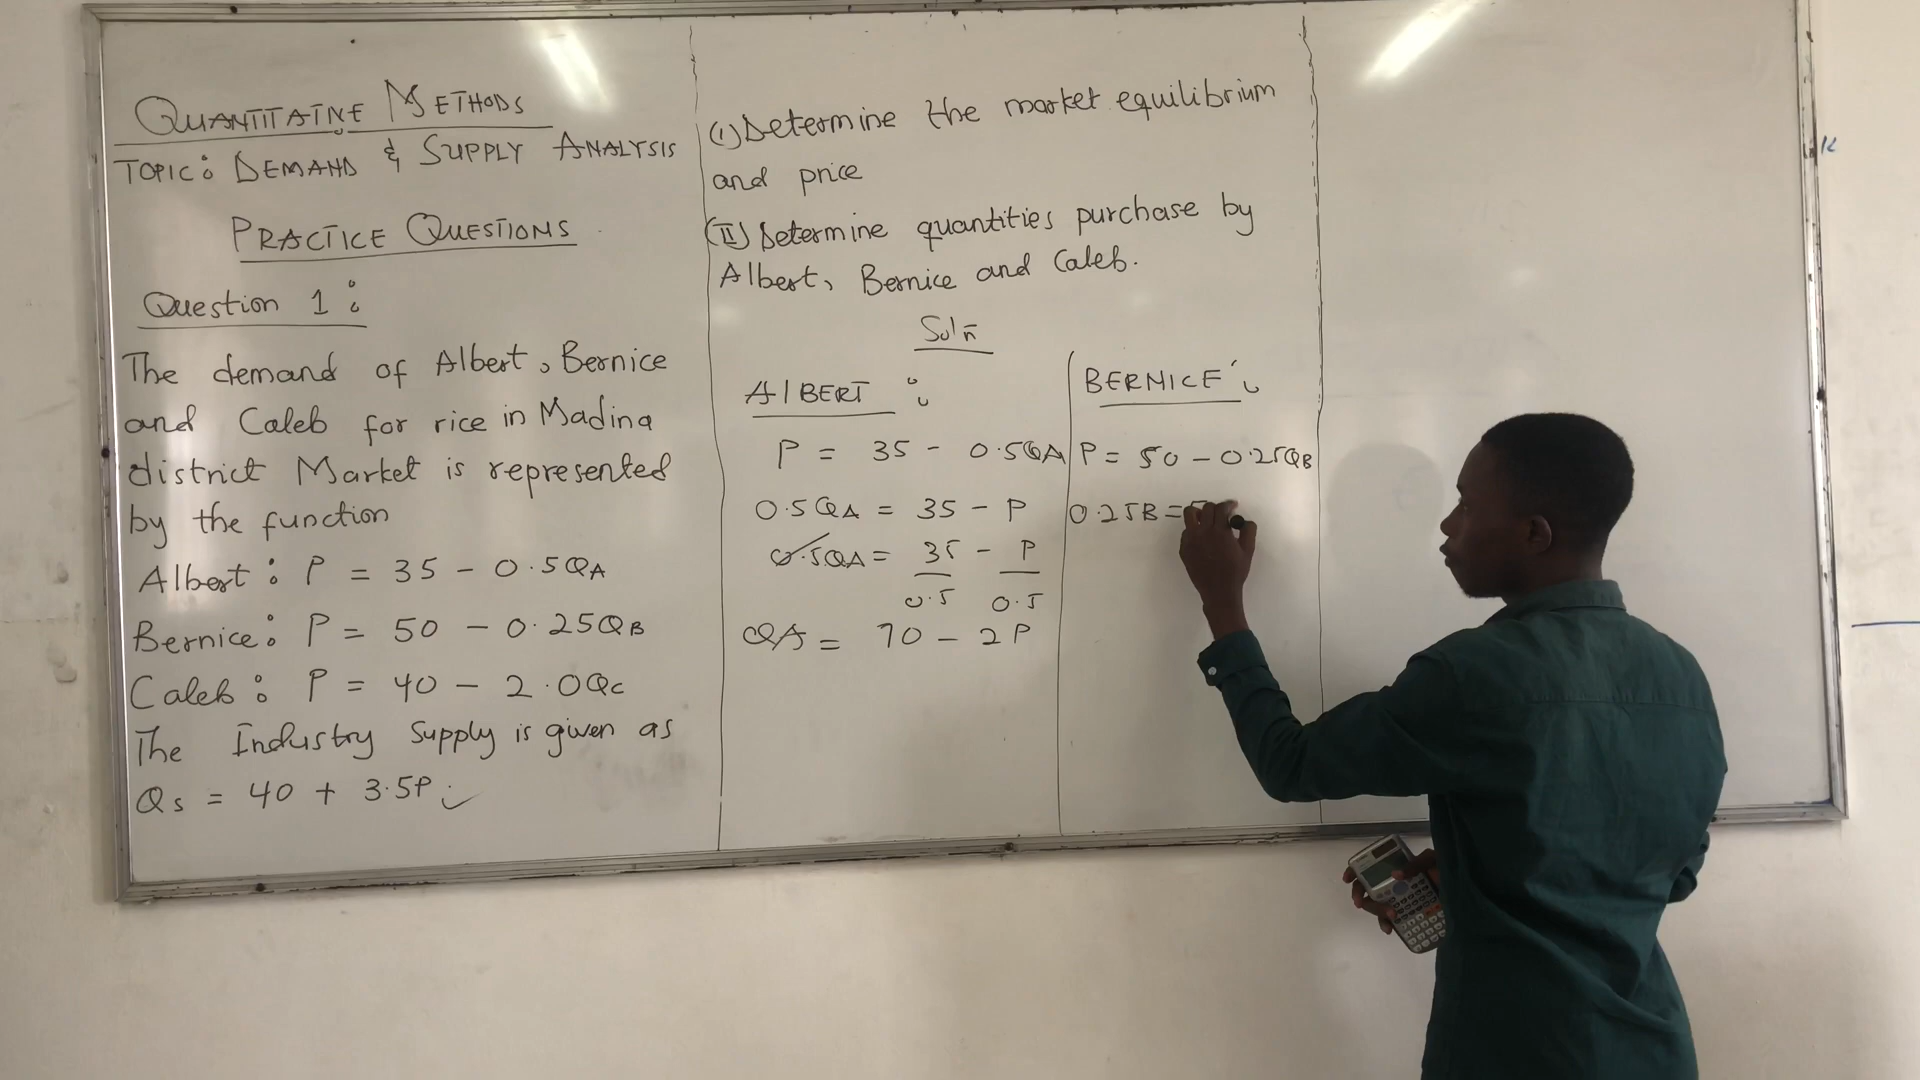 QUANTITATIVE METHODS
TOPIC: DEMAND & SUPPLY ANALYSIS
PRACTICE QUESTIONS
Question 1:
The demand of Albert, Bernice
and Caleb for rice in Madina
district Market is represented
by the function
Albert: P = 35 - 0.5QA
Bernice: P = 50 - 0.25QB
Caleb: P = 40 - 2.0Qc
The Industry Supply is given as
Qs = 40 + 3.5P
(I) Determine the market equilibrium
and price
(II) Determine quantities purchase by
Albert, Bernice and Caleb.
Sol n̄
ALBERT :
P = 35 - 0.5QA
0.5QA = 35 - P
0.5QA = 35 - P
0.5 0.5
QA = 70 - 2P
BERNICE:
P = 50 - 0.25QB
0.25B =